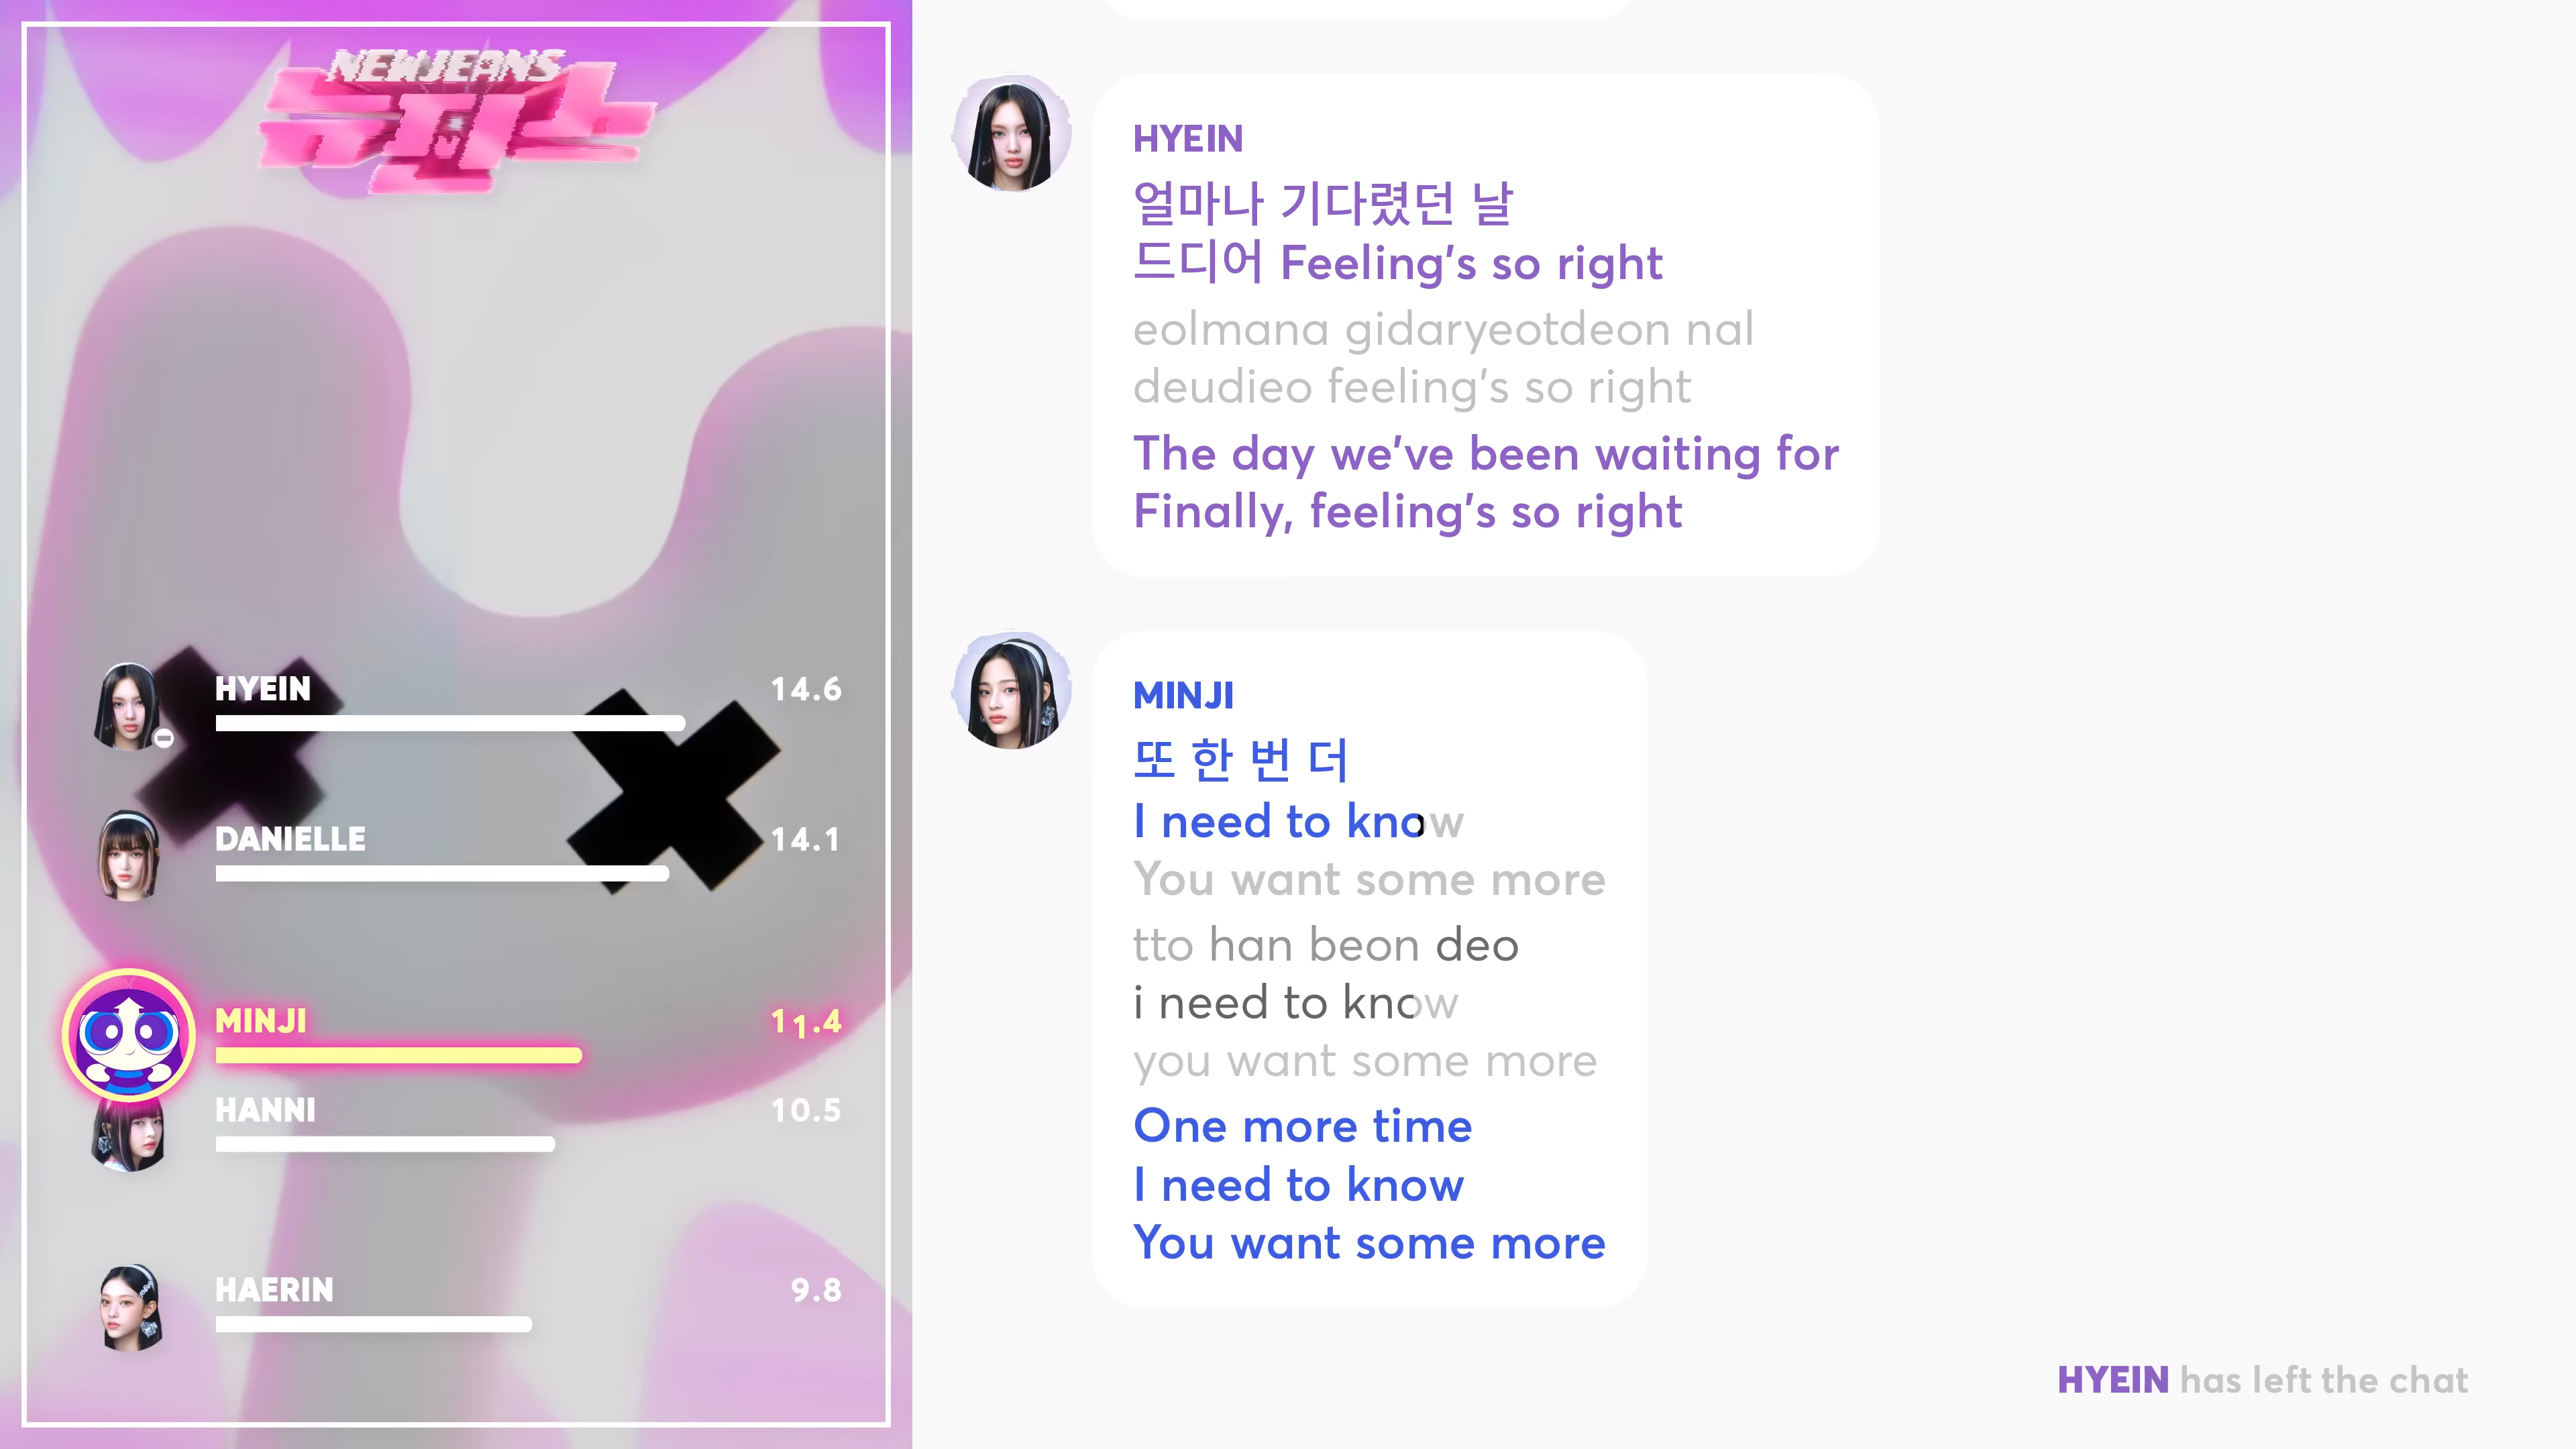 NEWJEANS
뉴진스
HYEIN
14.6
DANIELLE
14.1
MINJI
11.4
HANNI
10.5
HAERIN
9.8
HYEIN
얼마나 기다렸던 날
드디어 Feeling's so right
eolmana gidaryeotdeon nal
deudieo feeling's so right
The day we've been waiting for
Finally, feeling's so right
MINJI
또 한 번 더
I need to know
You want some more
tto han beon deo
i need to know
you want some more
One more time
I need to know
You want some more
HYEIN has left the chat